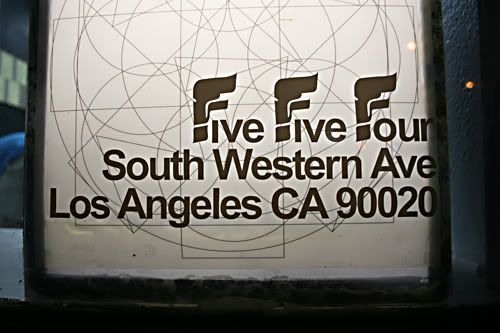 Five Five Four
South Western Ave
Los Angeles CA 90020